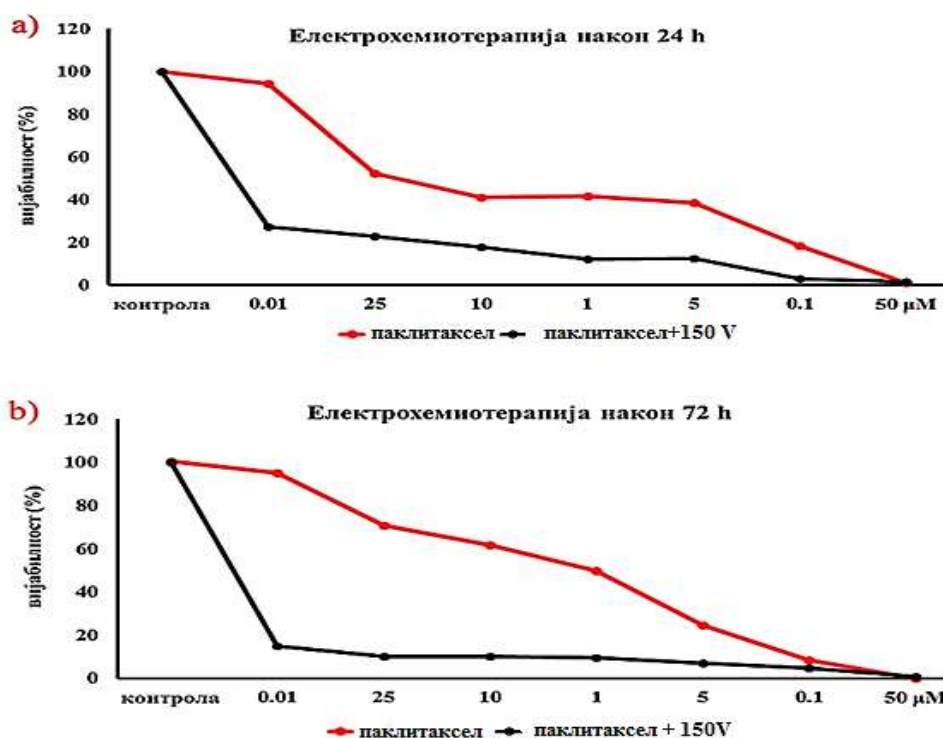 a)
Електрохемиотерапија након 24 h
вијабилност (%)
120
100
80
60
40
20
0
контрола 0.01 25 10 1 5 0.1 50 µM
паклитаксел паклитаксел+150 V
b)
Електрохемиотерапија након 72 h
вијабилност (%)
120
100
80
60
40
20
0
контрола 0.01 25 10 1 5 0.1 50 µM
паклитаксел паклитаксел + 150V